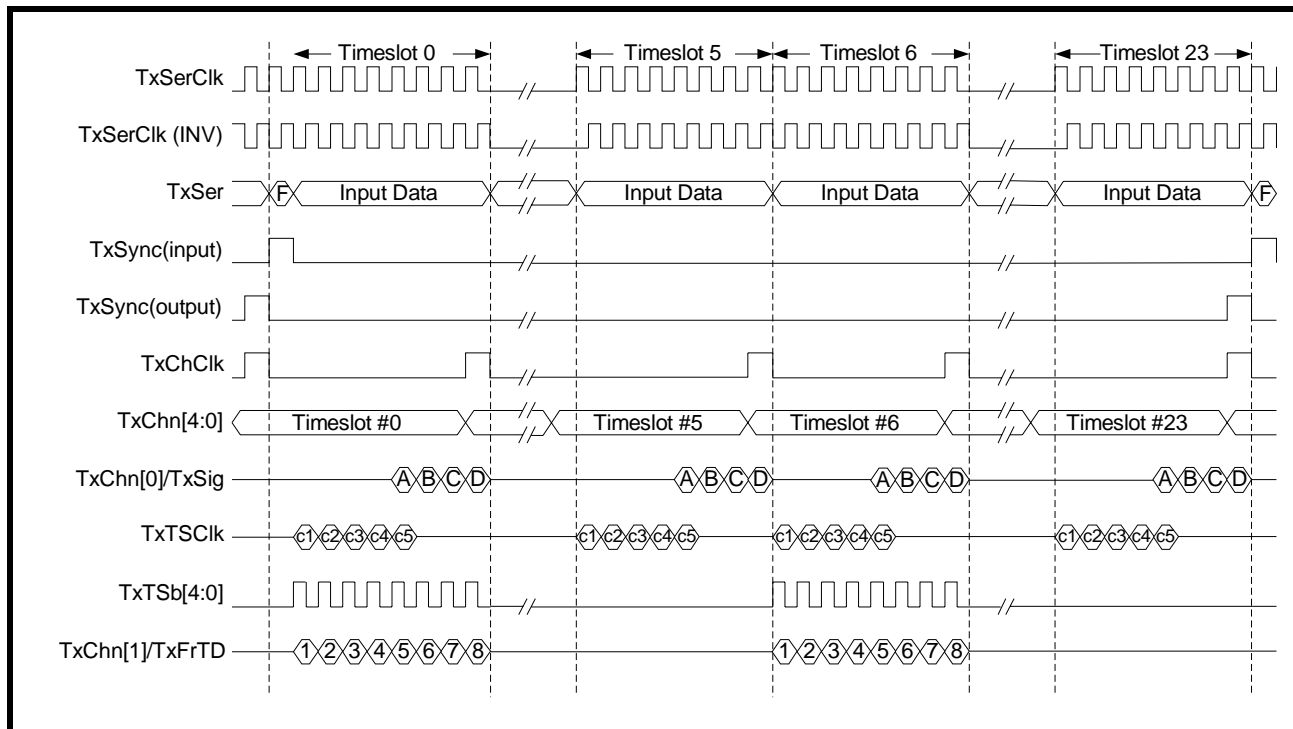 Timeslot 0 Timeslot 5 Timeslot 6 Timeslot 23
TxSerClk
TxSerClk (INV)
TxSer F Input Data Input Data Input Data Input Data F
TxSync(input)
TxSync(output)
TxChClk
TxChn[4:0] Timeslot #0 Timeslot #5 Timeslot #6 Timeslot #23
TxChn[0]/TxSig A B C D A B C D A B C D A B C D
TxTSClk c1 c2 c3 c4 c5 c1 c2 c3 c4 c5 c1 c2 c3 c4 c5 c1 c2 c3 c4 c5
TxTSb[4:0]
TxChn[1]/TxFrTD 1 2 3 4 5 6 7 8 1 2 3 4 5 6 7 8